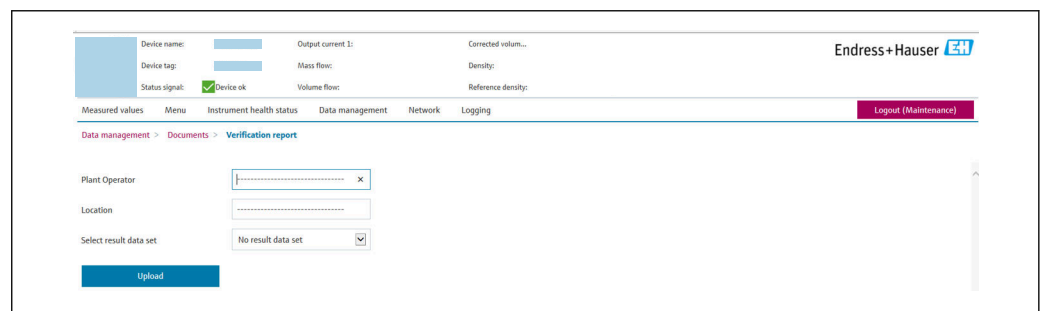 Device name: Output current 1: Corrected volum...
Endress+Hauser EH
Device tag: Mass flow: Density:
Status signal: Device ok Volume flow: Reference density:
Measured values Menu Instrument health status Data management Network Logging Logout (Maintenance)
Data management > Documents > Verification report
Plant Operator -------------------------------- ×
Location --------------------------------
Select result data set No result data set
Upload